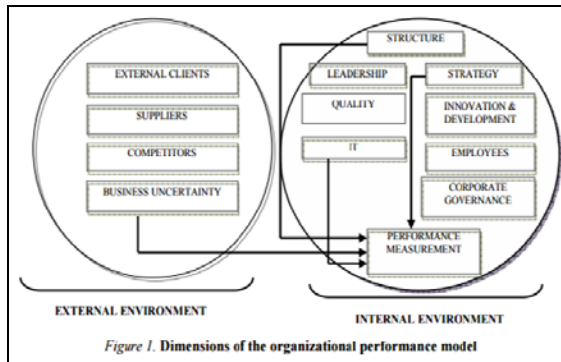 STRUCTURE
EXTERNAL CLIENTS
LEADERSHIP
STRATEGY
QUALITY
INNOVATION &
DEVELOPMENT
SUPPLIERS
COMPETITORS
IT
EMPLOYEES
BUSINESS UNCERTAINTY
CORPORATE
GOVERNANCE
PERFORMANCE
MEASUREMENT
EXTERNAL ENVIRONMENT
INTERNAL ENVIRONMENT
Figure 1. Dimensions of the organizational performance model